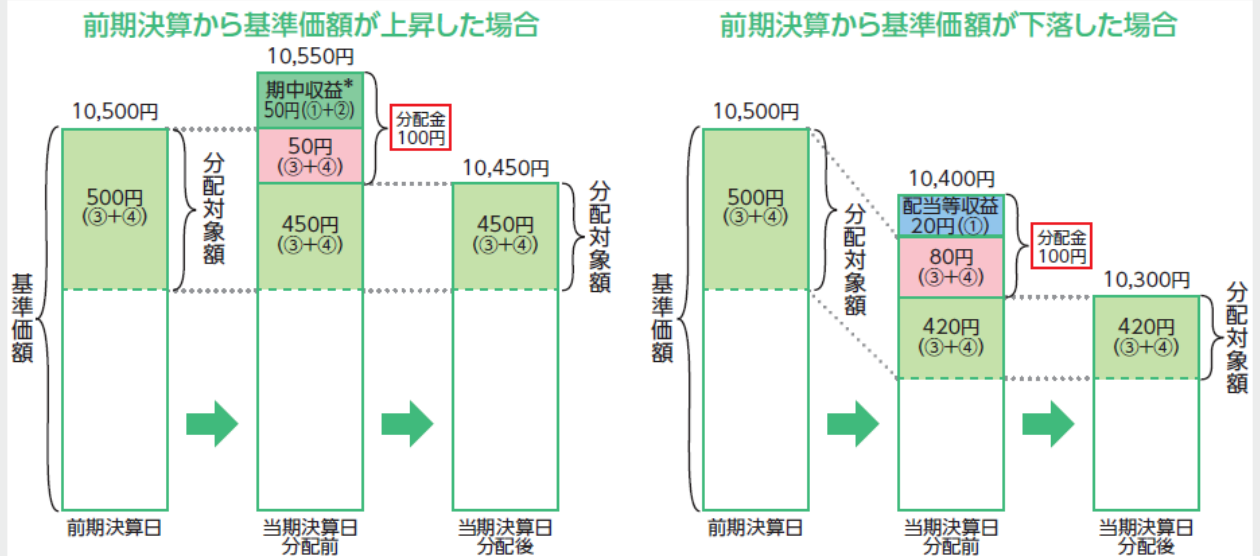 前期決算から基準価額が上昇した場合
10,500円
500円
(③+④)
分配対象額
基準価額
前期決算日
10,550円
期中収益*
50円(①+②)
50円
(③+④)
450円
(③+④)
分配金
100円
当期決算日
分配前
10,450円
450円
(③+④)
分配対象額
当期決算日
分配後
前期決算から基準価額が下落した場合
10,500円
500円
(③+④)
分配対象額
基準価額
前期決算日
10,400円
配当等収益
20円(①)
80円
(③+④)
420円
(③+④)
分配金
100円
当期決算日
分配前
10,300円
420円
(③+④)
分配対象額
当期決算日
分配後